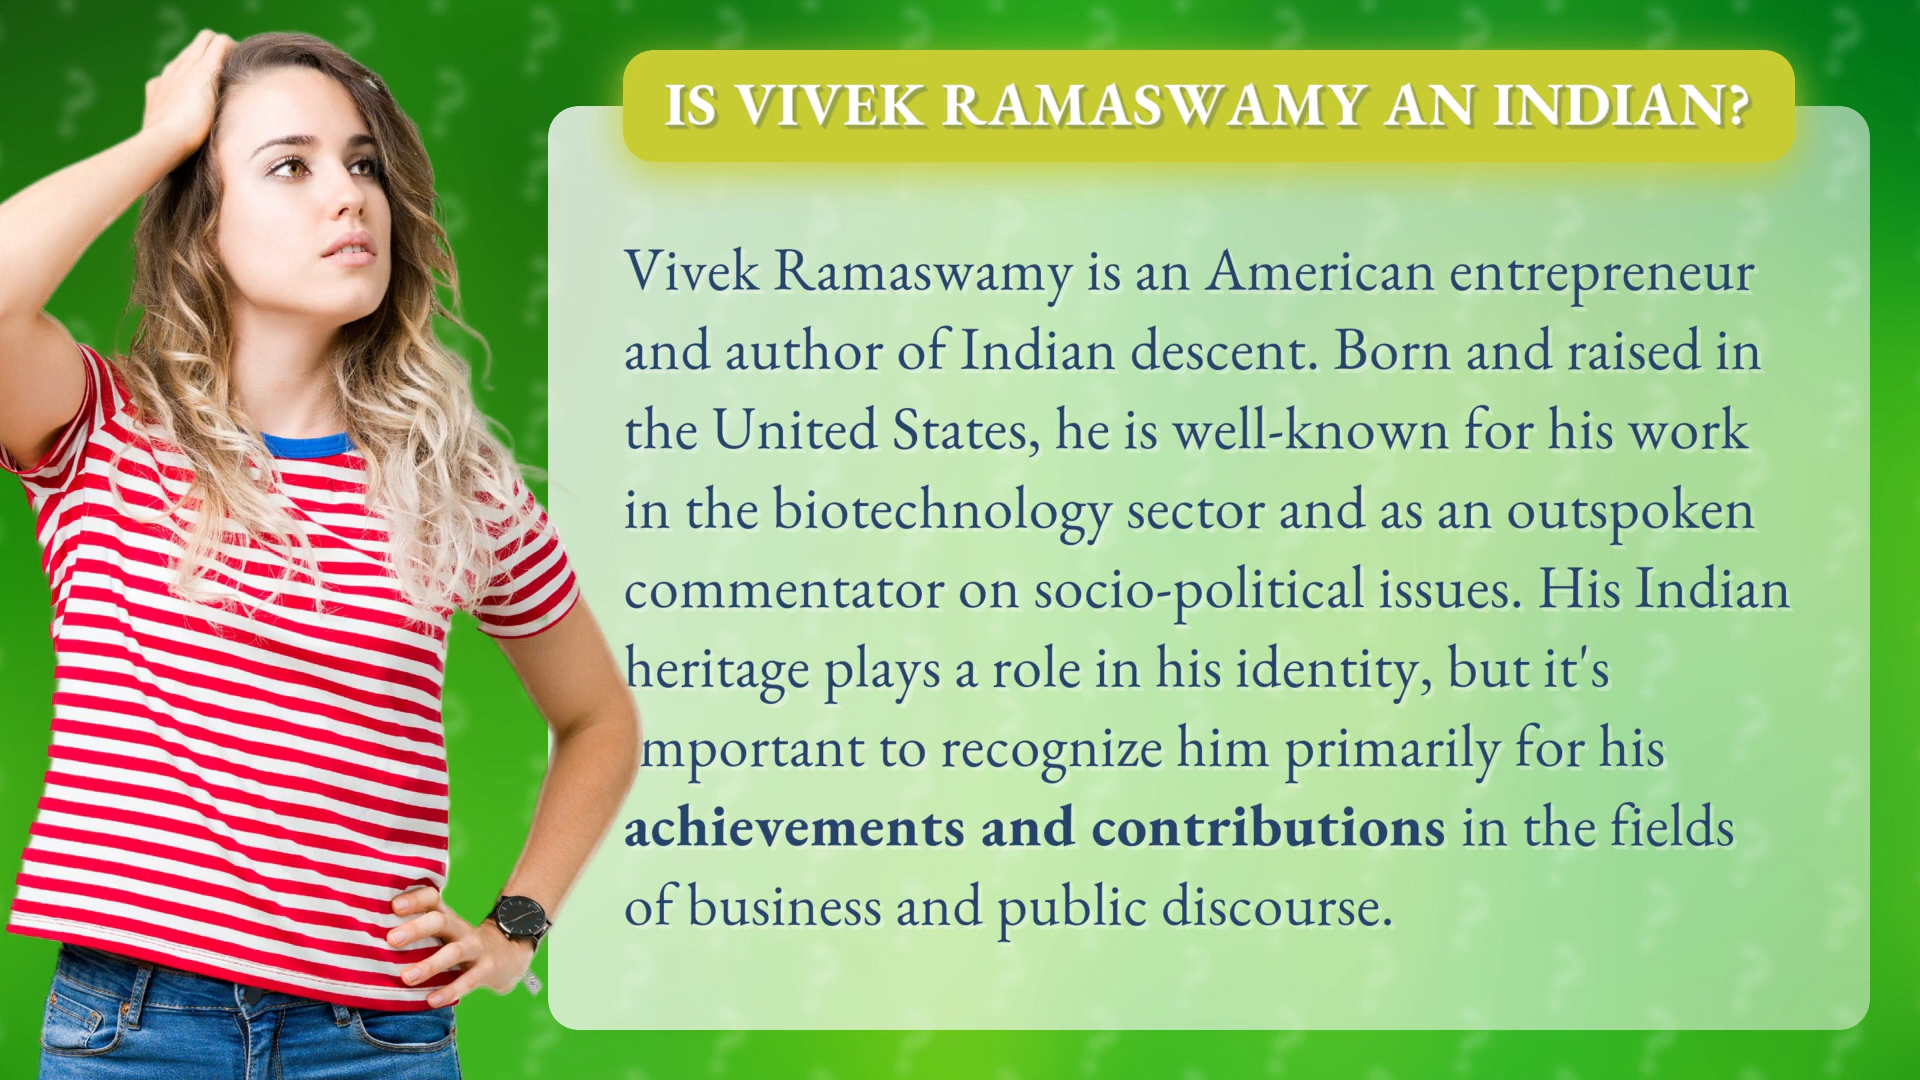 IS VIVEK RAMASWAMY AN INDIAN?
Vivek Ramaswamy is an American entrepreneur
and author of Indian descent. Born and raised in
the United States, he is well-known for his work
in the biotechnology sector and as an outspoken
commentator on socio-political issues. His Indian
heritage plays a role in his identity, but it's
important to recognize him primarily for his
achievements and contributions in the fields
of business and public discourse.